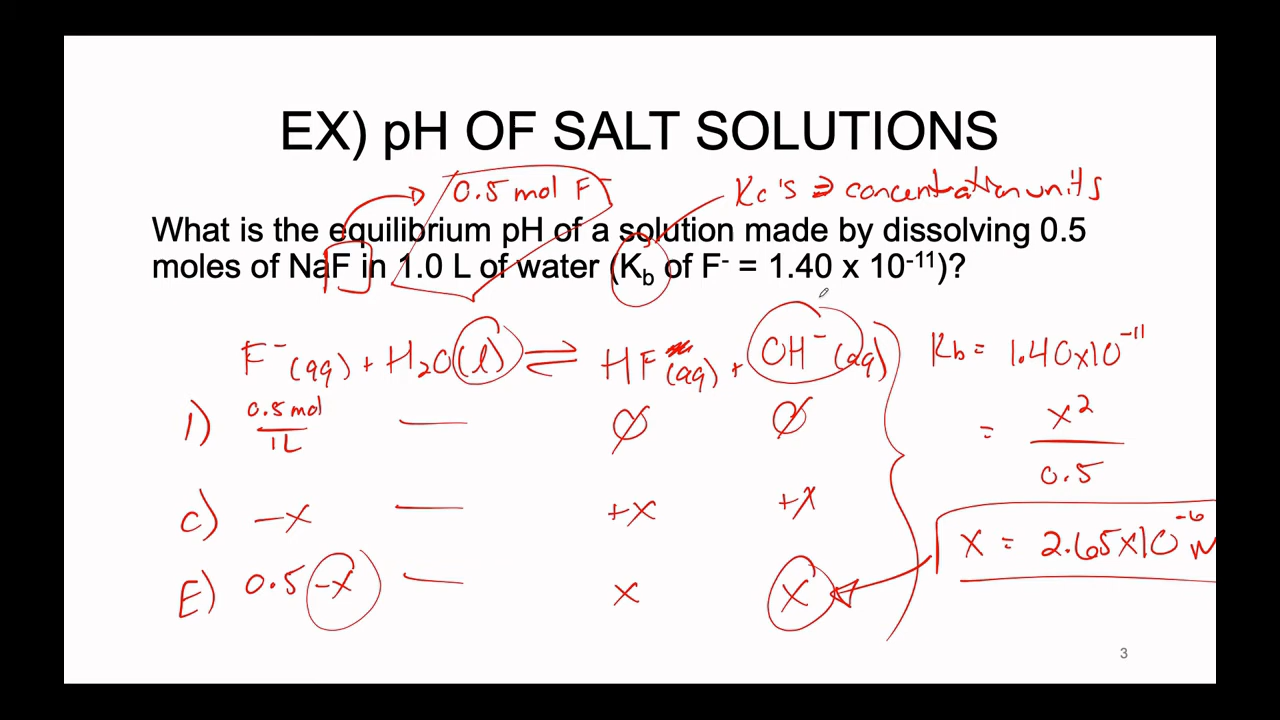 EX) pH OF SALT SOLUTIONS
0.5 mol F⁻ Kc's ⇒ concentration units
What is the equilibrium pH of a solution made by dissolving 0.5
moles of NaF in 1.0 L of water (Kb of F⁻ = 1.40 x 10⁻¹¹)?
F⁻(aq) + H₂O(l) ⇌ HF(aq) + OH⁻(aq) Kb = 1.40x10⁻¹¹
I) 0.5 mol / 1L — ∅ ∅ = x² / 0.5
C) -x — +x +x
x = 2.65x10⁻⁶ M
E) 0.5 -x — x x
3